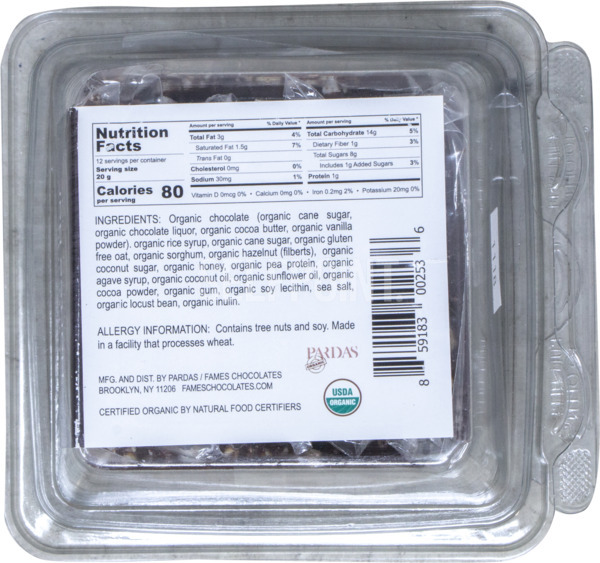 Nutrition Facts
12 servings per container
Serving size
20 g
Calories 80
per serving
Amount per serving % Daily Value *
Total Fat 3g 4%
Saturated Fat 1.5g 7%
Trans Fat 0g
Cholesterol 0mg 0%
Sodium 30mg 1%
Amount per serving % Daily Value *
Total Carbohydrate 14g 5%
Dietary Fiber 1g 3%
Total Sugars 8g
Includes 1g Added Sugars 3%
Protein 1g
Vitamin D 0mcg 0% • Calcium 0mg 0% • Iron 0.2mg 2% • Potassium 20mg 0%
INGREDIENTS: Organic chocolate (organic cane sugar,
organic chocolate liquor, organic cocoa butter, organic vanilla
powder). organic rice syrup, organic cane sugar, organic gluten
free oat, organic sorghum, organic hazelnut (filberts), organic
coconut sugar, organic honey, organic pea protein, organic
agave syrup, organic coconut oil, organic sunflower oil, organic
cocoa powder, organic gum, organic soy lecithin, sea salt,
organic locust bean, organic inulin.
ALLERGY INFORMATION: Contains tree nuts and soy. Made
in a facility that processes wheat.
PARDAS
MFG. AND DIST. BY PARDAS / FAMES CHOCOLATES
BROOKLYN, NY 11206 FAMESCHOCOLATES.COM
USDA
ORGANIC
CERTIFIED ORGANIC BY NATURAL FOOD CERTIFIERS
8 59183 00253 6